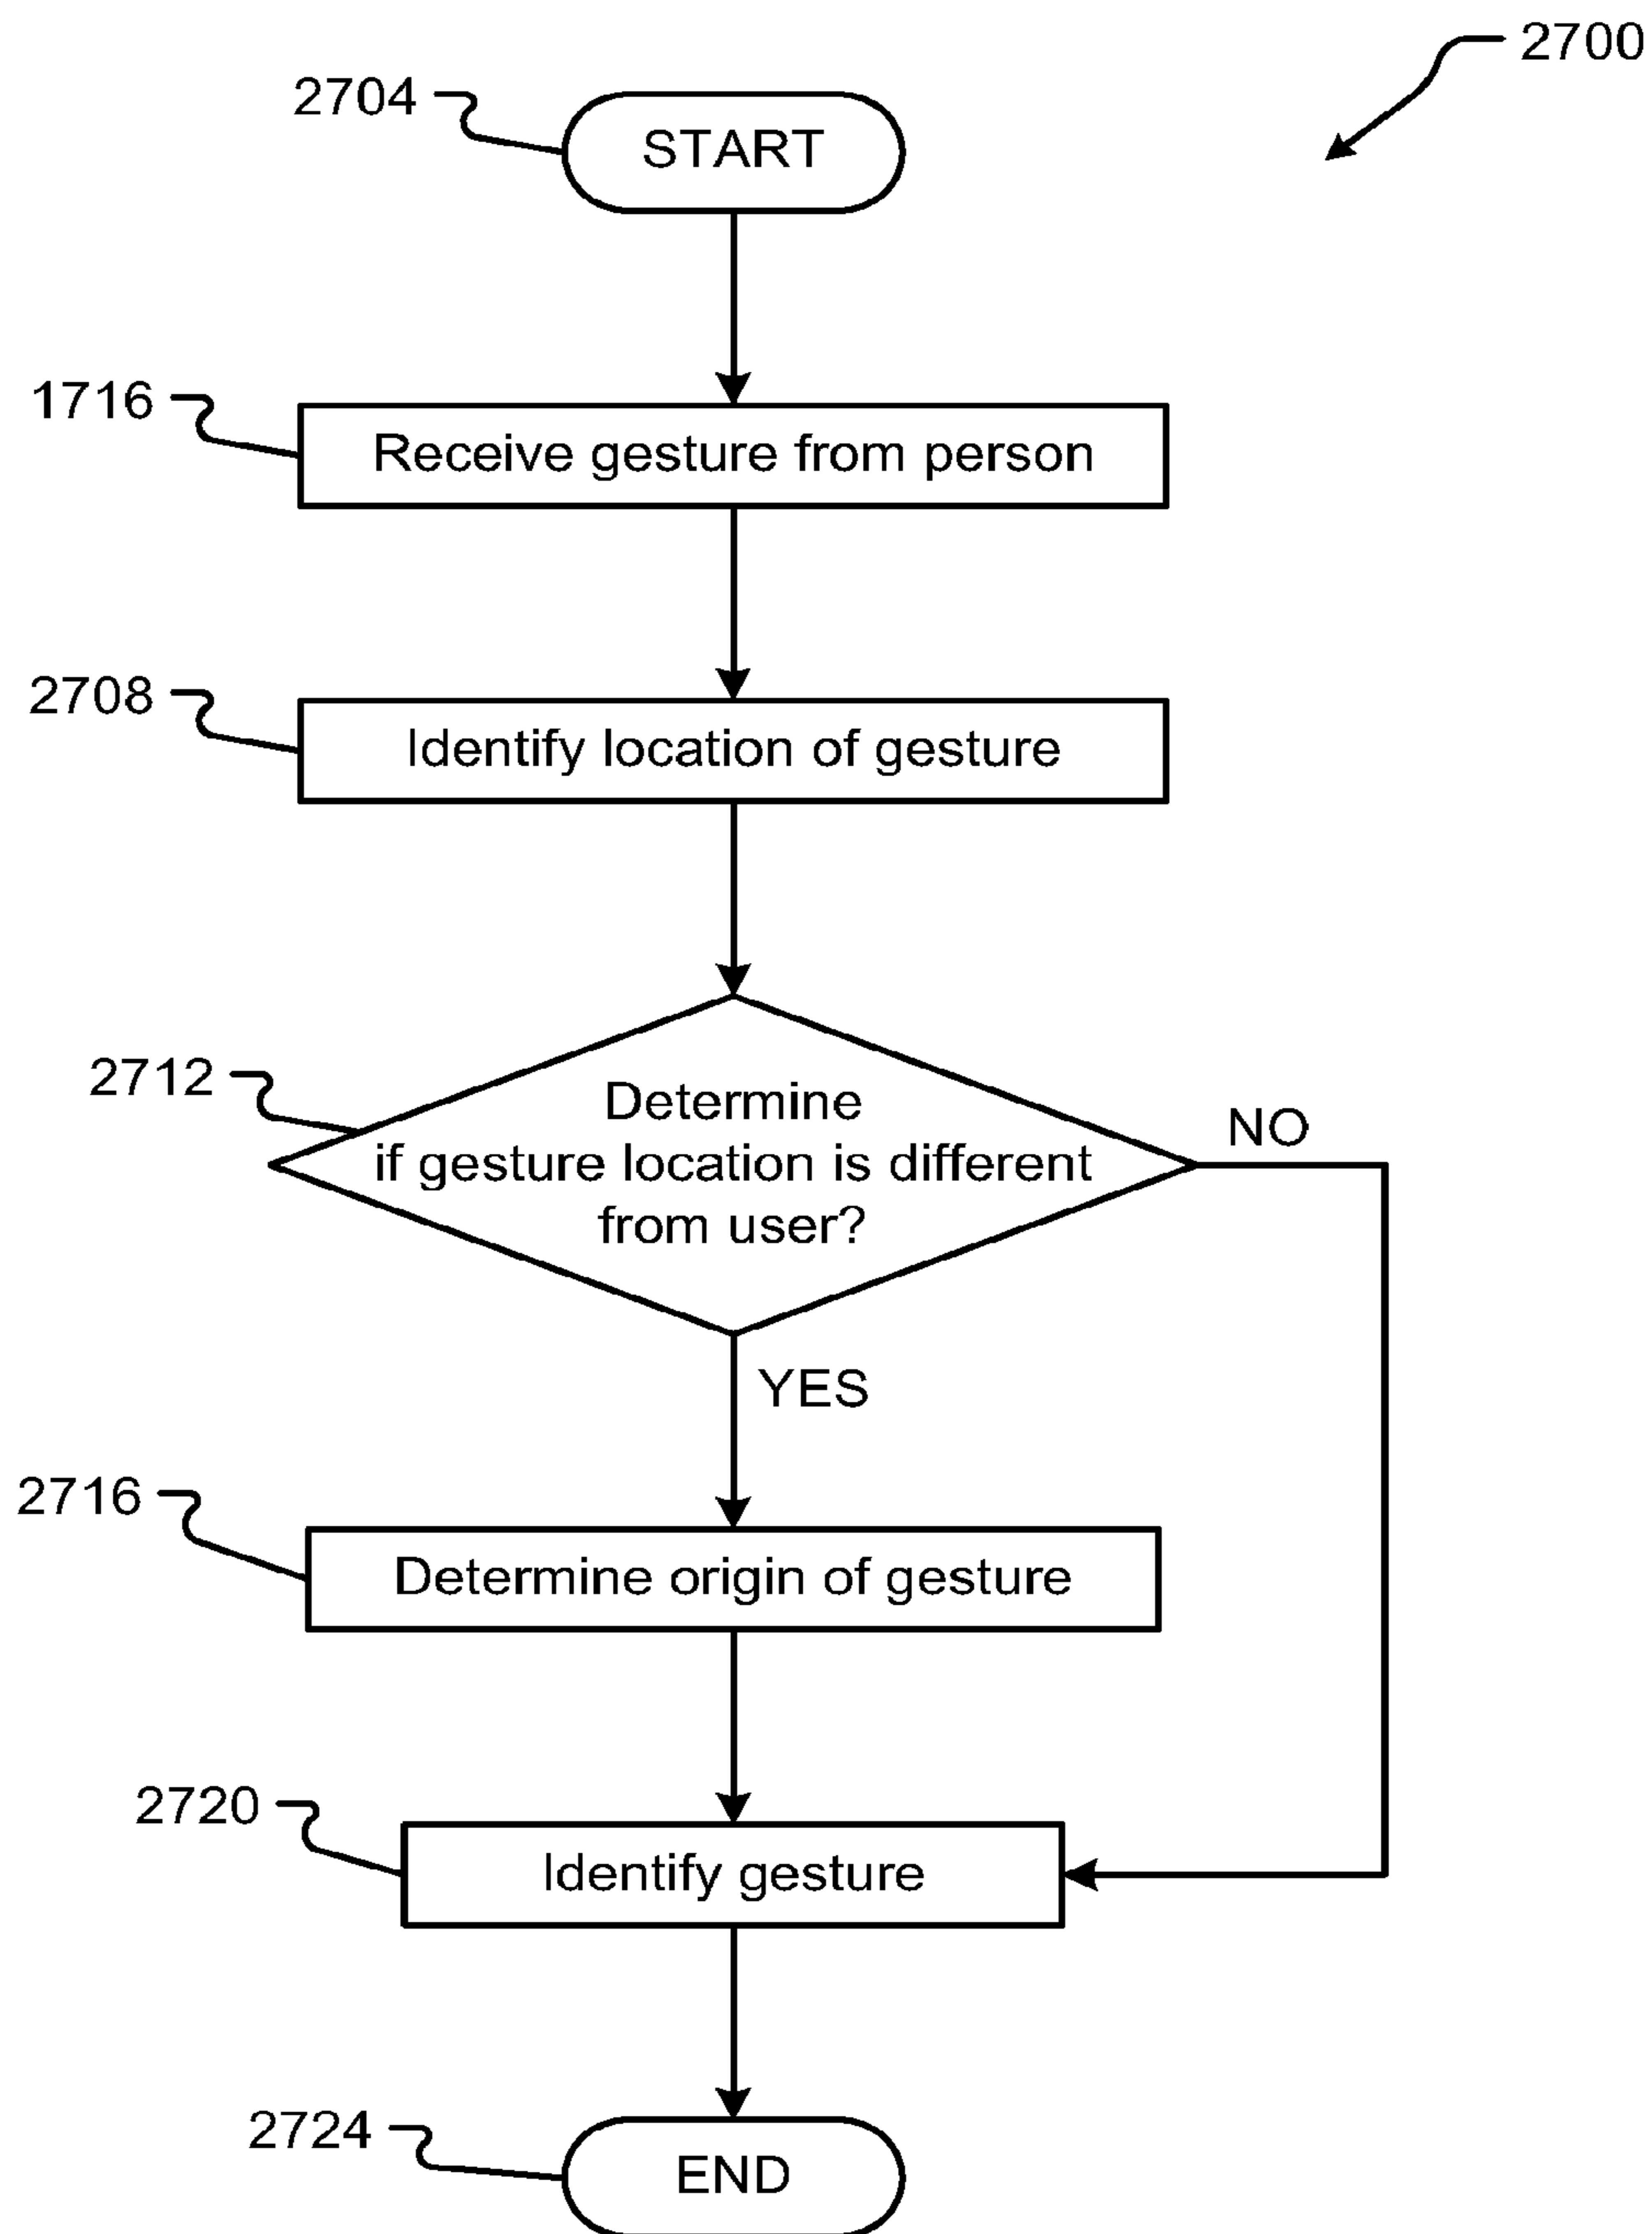 2700
2704
START
1716
Receive gesture from person
2708
Identify location of gesture
2712
Determine
if gesture location is different
from user?
NO
YES
2716
Determine origin of gesture
2720
Identify gesture
2724
END